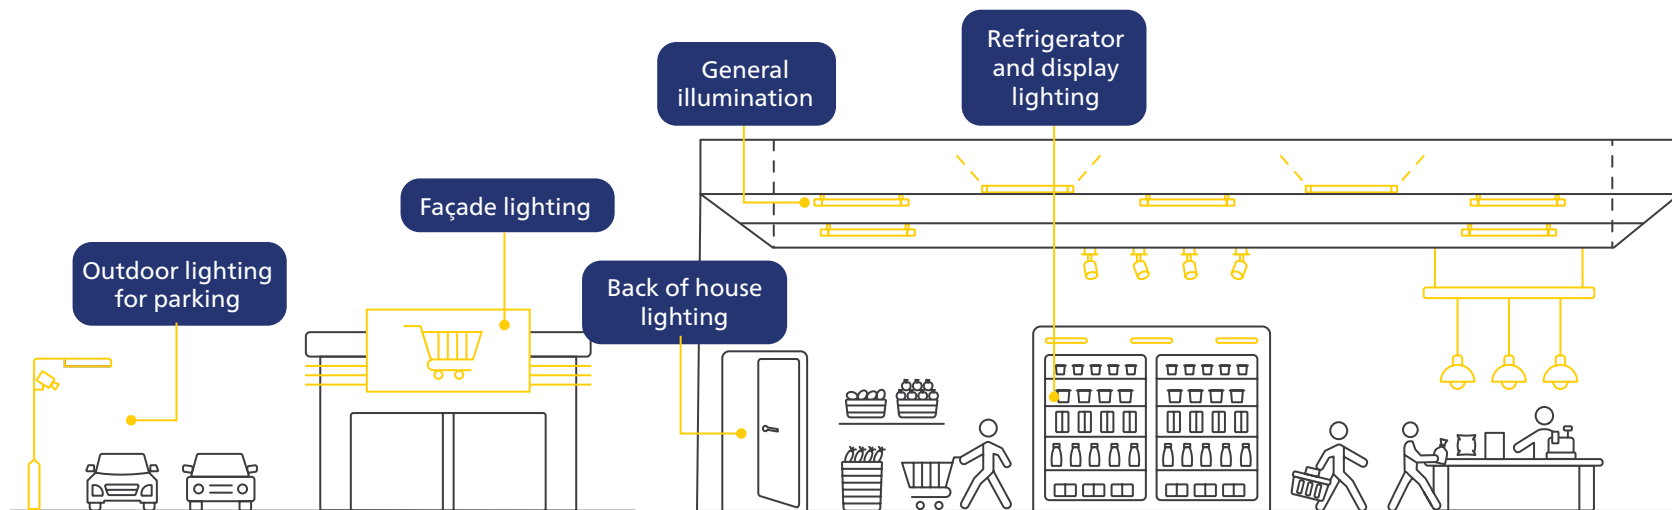 Outdoor lighting
for parking
Façade lighting
Back of house
lighting
General
illumination
Refrigerator
and display
lighting